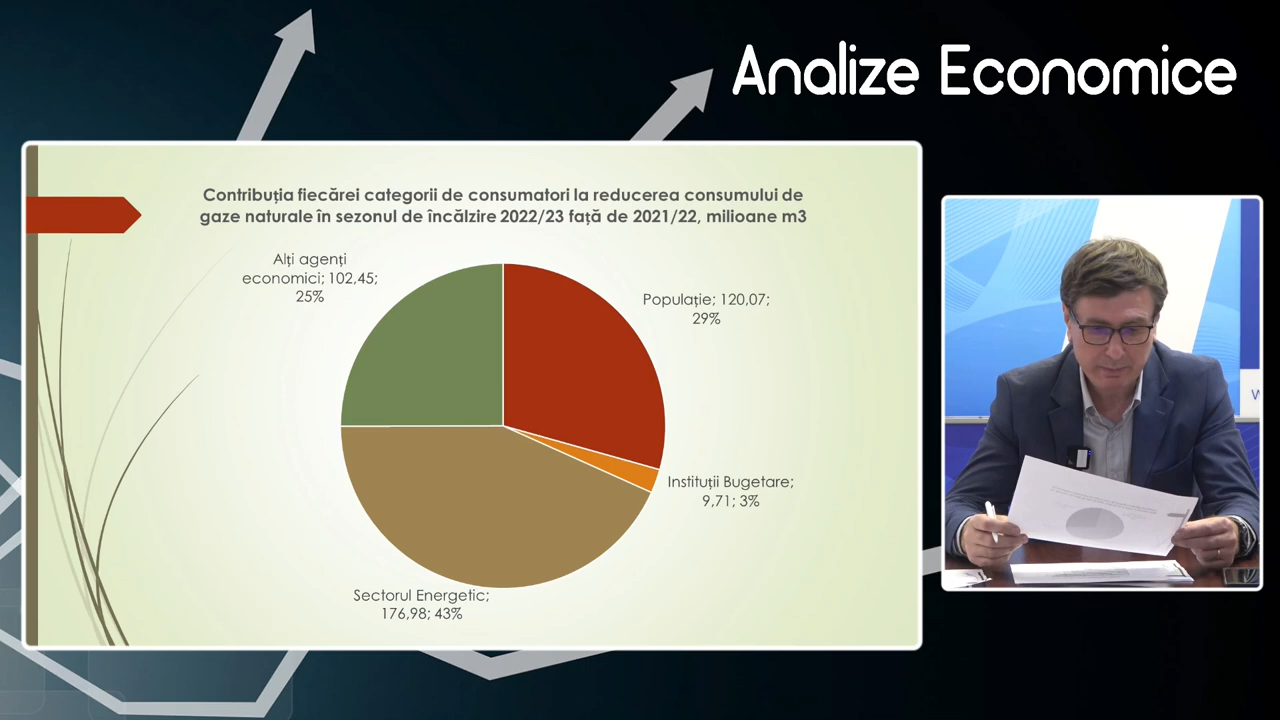 Analize Economice
Contribuția fiecărei categorii de consumatori la reducerea consumului de
gaze naturale în sezonul de încălzire 2022/23 față de 2021/22, milioane m3
Alți agenți
economici; 102,45;
25%
Populație; 120,07;
29%
Instituții Bugetare;
9,71; 3%
Sectorul Energetic;
176,98; 43%